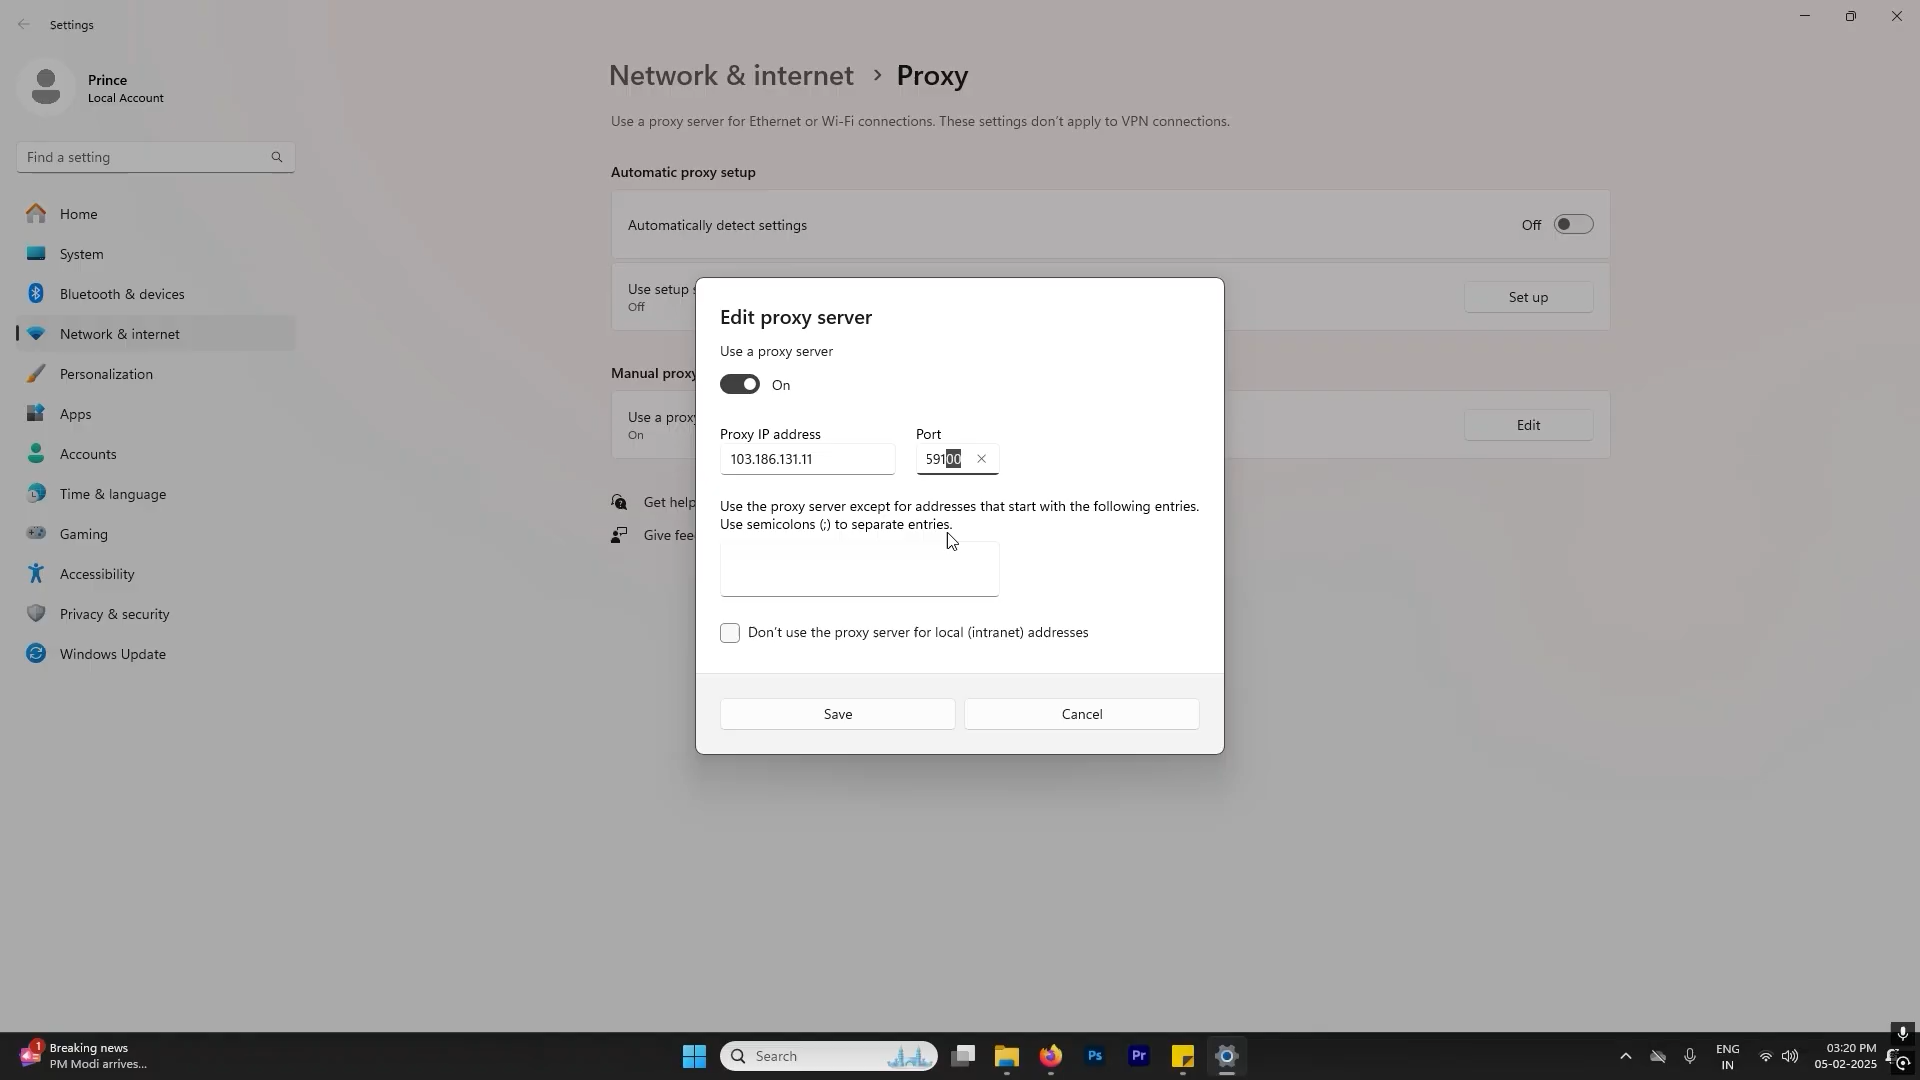 Settings
Prince
Local Account
Find a setting
Home
System
Bluetooth & devices
Network & internet
Personalization
Apps
Accounts
Time & language
Gaming
Accessibility
Privacy & security
Windows Update
Network & internet > Proxy
Use a proxy server for Ethernet or Wi-Fi connections. These settings don't apply to VPN connections.
Automatic proxy setup
Automatically detect settings
Off
Use setup s
Off
Set up
Manual proxy
Use a proxy
On
Edit
Get help
Give fee
Edit proxy server
Use a proxy server
On
Proxy IP address
Port
103.186.131.11
59100
Use the proxy server except for addresses that start with the following entries.
Use semicolons (;) to separate entries.
Don't use the proxy server for local (intranet) addresses
Save
Cancel
1
Breaking news
PM Modi arrives...
Search
Ps
Pr
ENG
IN
03:20 PM
05-02-2025